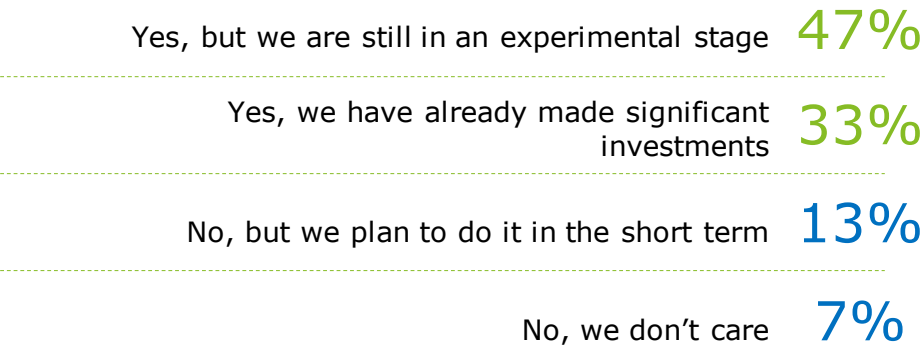 Yes, but we are still in an experimental stage 47%
Yes, we have already made significant
investments 33%
No, but we plan to do it in the short term 13%
No, we don’t care 7%